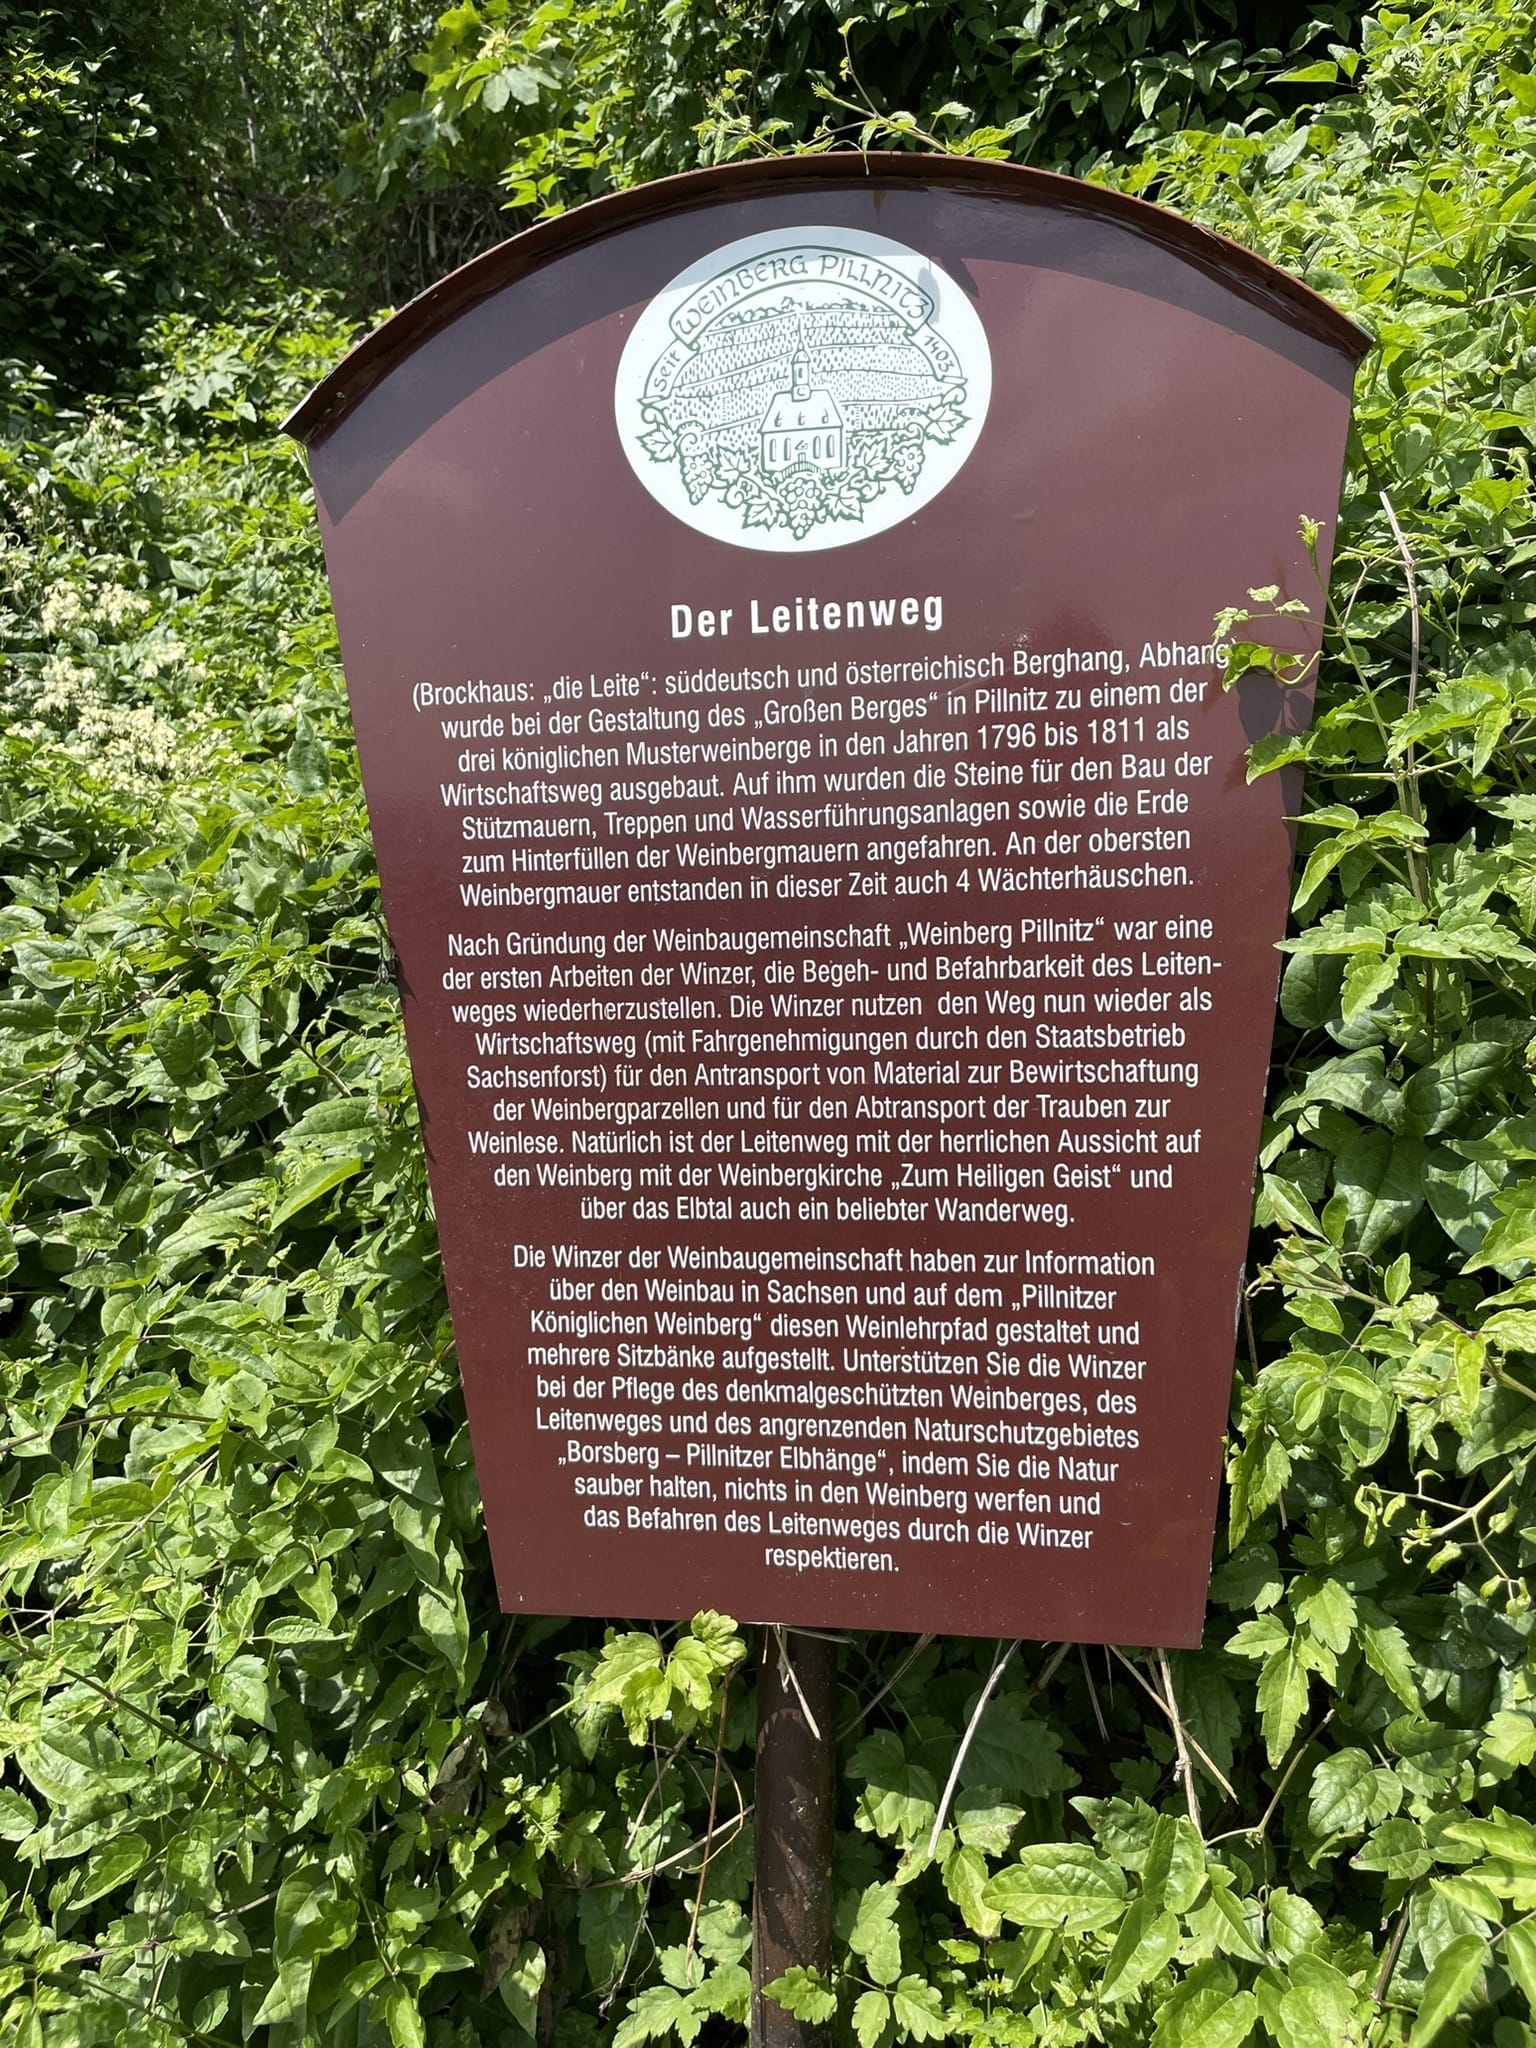 WEINBERG PILLNITZ
seit 1403
Der Leitenweg
(Brockhaus: „die Leite“: süddeutsch und österreichisch Berghang, Abhang
wurde bei der Gestaltung des „Großen Berges“ in Pillnitz zu einem der
drei königlichen Musterweinberge in den Jahren 1796 bis 1811 als
Wirtschaftsweg ausgebaut. Auf ihm wurden die Steine für den Bau der
Stützmauern, Treppen und Wasserführungsanlagen sowie die Erde
zum Hinterfüllen der Weinbergmauern angefahren. An der obersten
Weinbergmauer entstanden in dieser Zeit auch 4 Wächterhäuschen.
Nach Gründung der Weinbaugemeinschaft „Weinberg Pillnitz“ war eine
der ersten Arbeiten der Winzer, die Begeh- und Befahrbarkeit des Leiten-
weges wiederherzustellen. Die Winzer nutzen den Weg nun wieder als
Wirtschaftsweg (mit Fahrgenehmigungen durch den Staatsbetrieb
Sachsenforst) für den Antransport von Material zur Bewirtschaftung
der Weinbergparzellen und für den Abtransport der Trauben zur
Weinlese. Natürlich ist der Leitenweg mit der herrlichen Aussicht auf
den Weinberg mit der Weinbergkirche „Zum Heiligen Geist“ und
über das Elbtal auch ein beliebter Wanderweg.
Die Winzer der Weinbaugemeinschaft haben zur Information
über den Weinbau in Sachsen und auf dem „Pillnitzer
Königlichen Weinberg“ diesen Weinlehrpfad gestaltet und
mehrere Sitzbänke aufgestellt. Unterstützen Sie die Winzer
bei der Pflege des denkmalgeschützten Weinberges, des
Leitenweges und des angrenzenden Naturschutzgebietes
„Borsberg – Pillnitzer Elbhänge“, indem Sie die Natur
sauber halten, nichts in den Weinberg werfen und
das Befahren des Leitenweges durch die Winzer
respektieren.